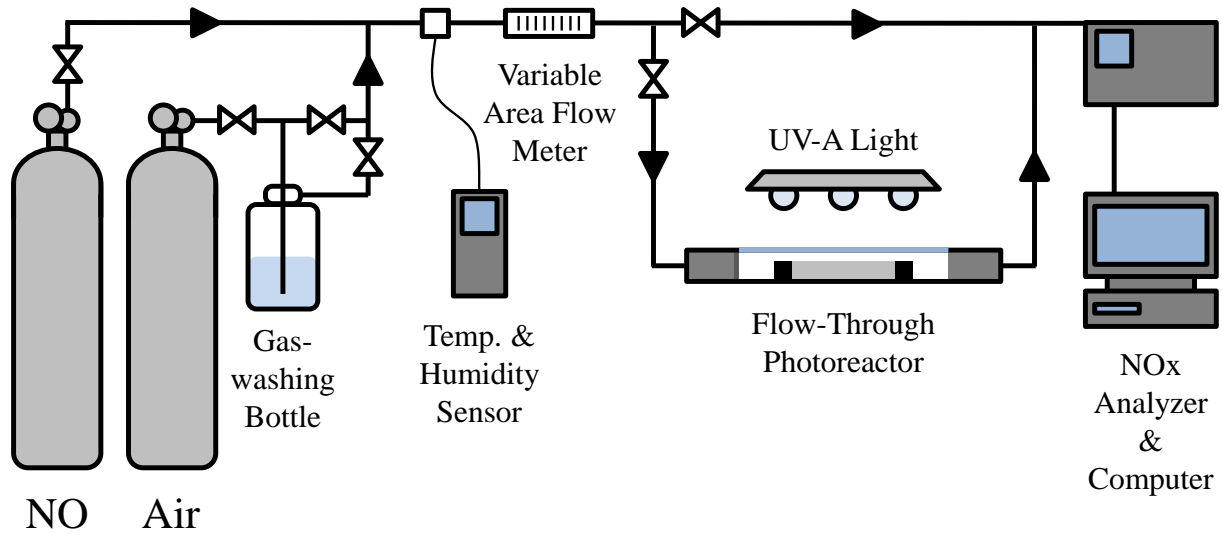 Variable
Area Flow
Meter
UV-A Light
Gas-
washing
Bottle
Temp. &
Humidity
Sensor
Flow-Through
Photoreactor
NOx
Analyzer
&
Computer
NO
Air